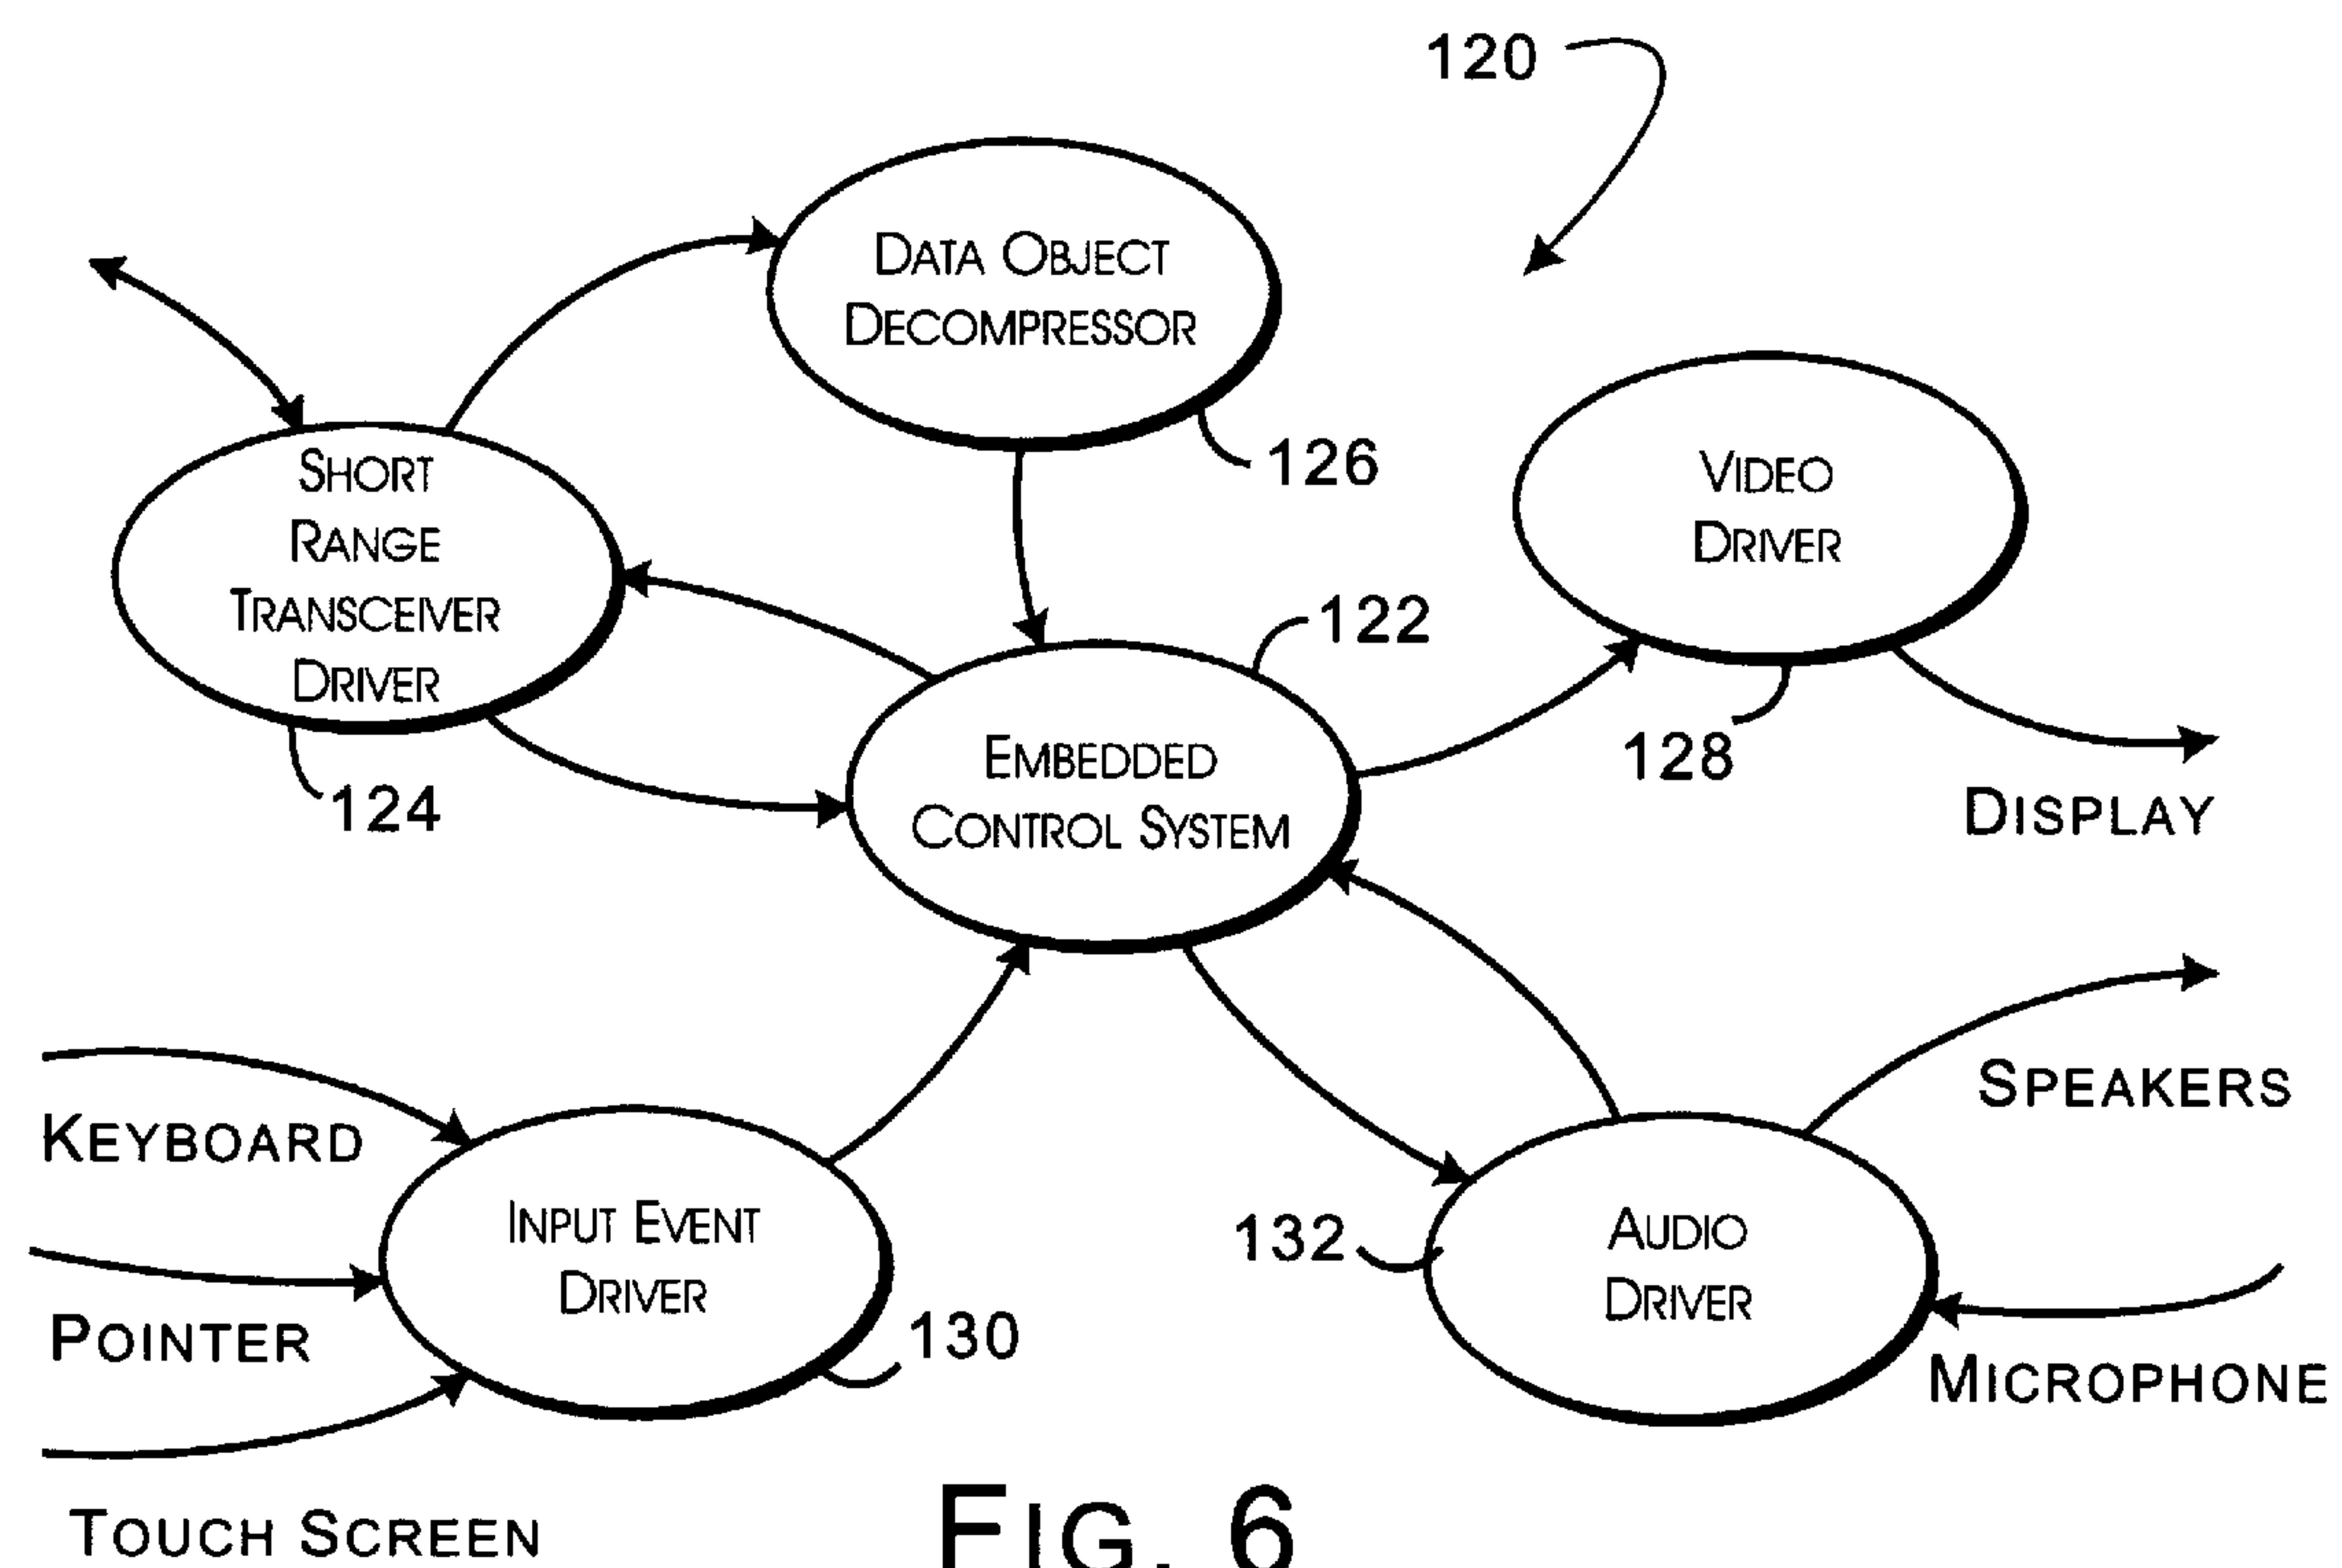 120
DATA OBJECT
DECOMPRESSOR
126
SHORT
RANGE
TRANSCEIVER
DRIVER
124
VIDEO
DRIVER
128
DISPLAY
122
EMBEDDED
CONTROL SYSTEM
KEYBOARD
POINTER
TOUCH SCREEN
INPUT EVENT
DRIVER
130
132
AUDIO
DRIVER
SPEAKERS
MICROPHONE
FIG. 6